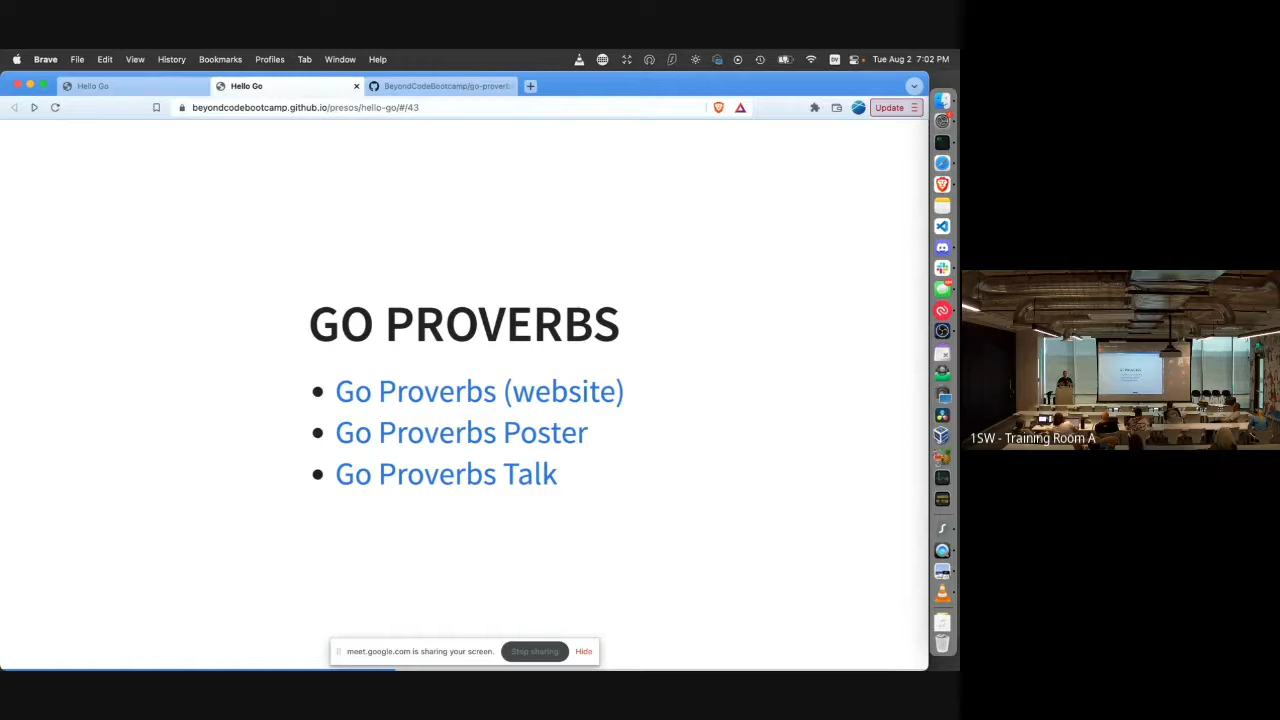 Brave File Edit View History Bookmarks Profiles Tab Window Help Tue Aug 2 7:02 PM
Hello Go Hello Go BeyondCodeBootcamp/go-proverb
beyondcodebootcamp.github.io/presos/hello-go/#/43 Update
GO PROVERBS
Go Proverbs (website)
Go Proverbs Poster
Go Proverbs Talk
1SW - Training Room A
meet.google.com is sharing your screen. Stop sharing Hide